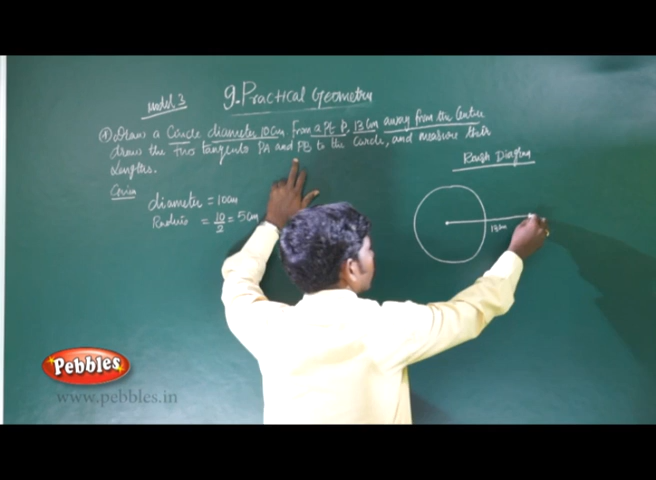 model 3
9. Practical Geometry
① Draw a Circle diameter 10cm from a pt P, 13cm away from the Centre
draw the two tangents PA and PB to the Circle, and measure their
Lengths.
Rough Diagram
Given
diameter = 10cm
Radius = 10/2 = 5cm
Pebbles
www.pebbles.in